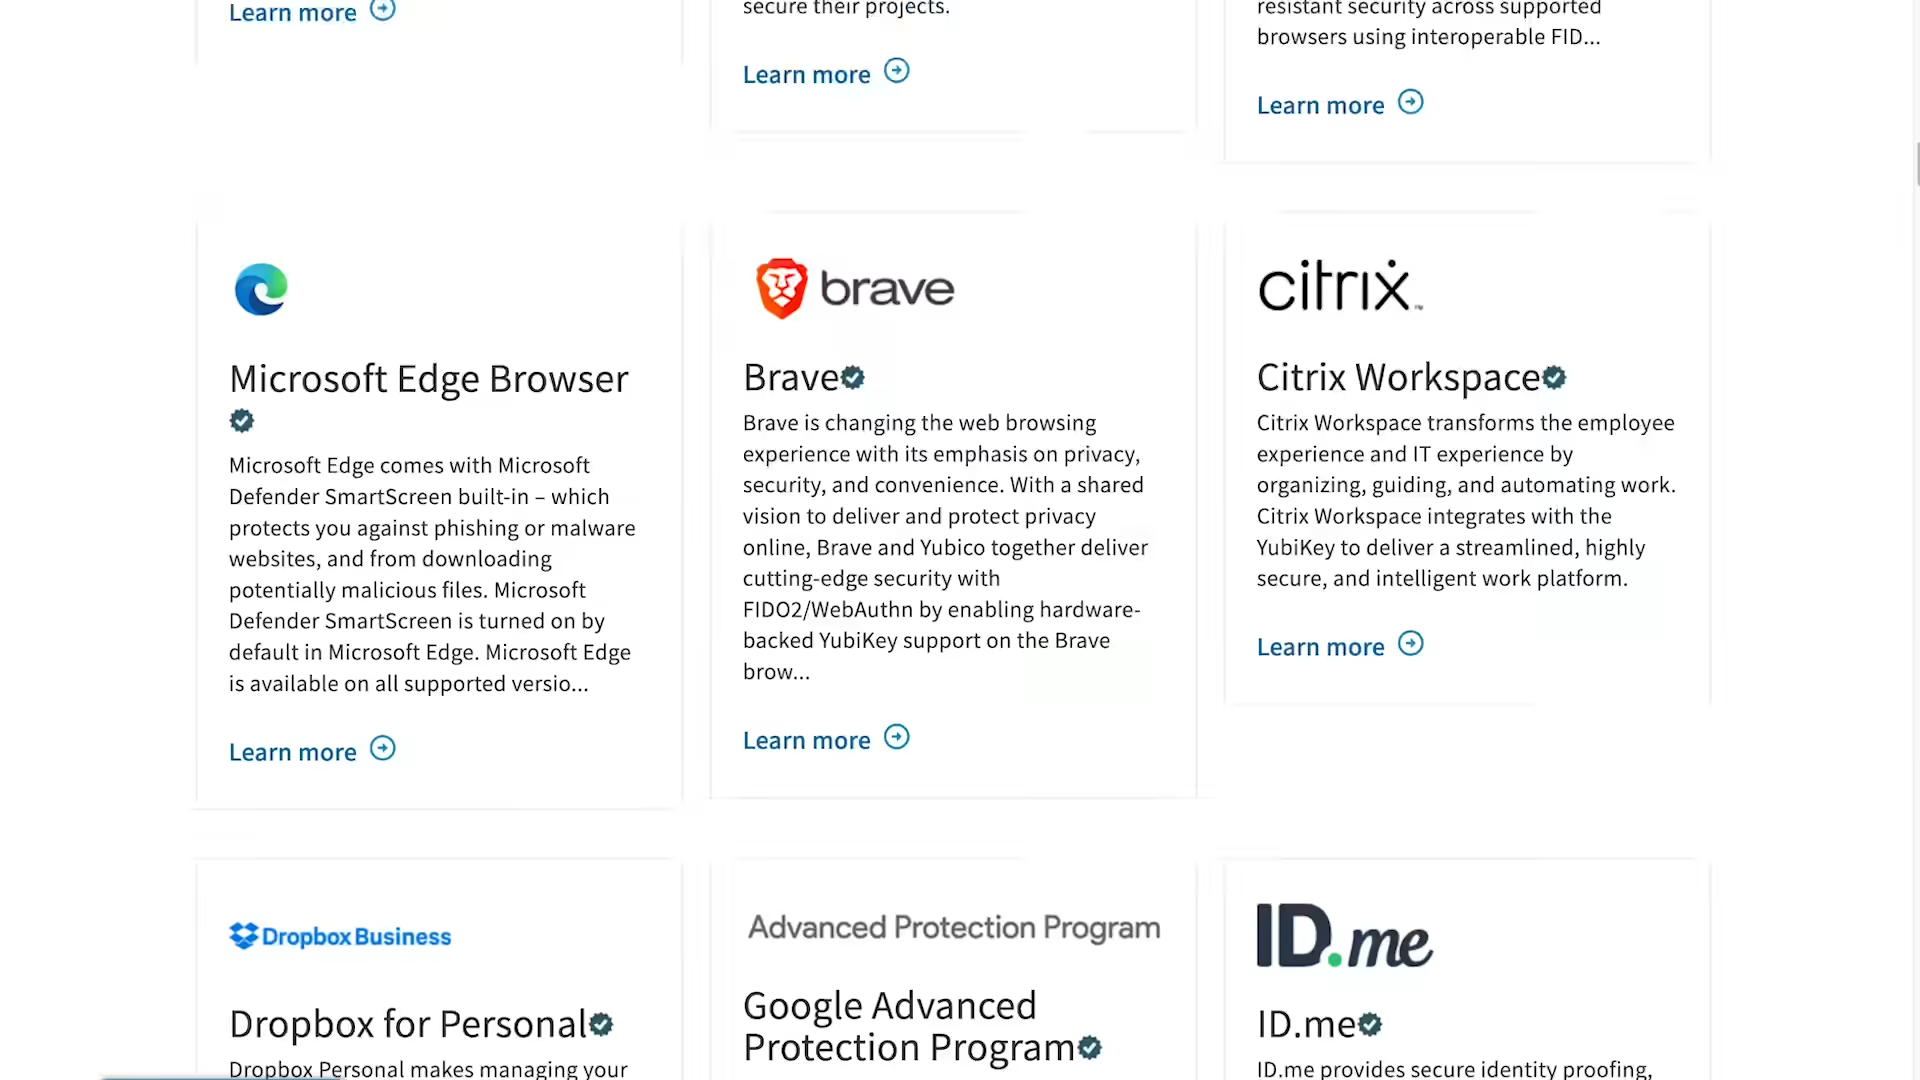 Learn more
secure their projects.
Learn more
resistant security across supported
browsers using interoperable FID...
Learn more
Microsoft Edge Browser
Microsoft Edge comes with Microsoft
Defender SmartScreen built-in – which
protects you against phishing or malware
websites, and from downloading
potentially malicious files. Microsoft
Defender SmartScreen is turned on by
default in Microsoft Edge. Microsoft Edge
is available on all supported versio...
Learn more
brave
Brave
Brave is changing the web browsing
experience with its emphasis on privacy,
security, and convenience. With a shared
vision to deliver and protect privacy
online, Brave and Yubico together deliver
cutting-edge security with
FIDO2/WebAuthn by enabling hardware-
backed YubiKey support on the Brave
brow...
Learn more
citrix™
Citrix Workspace
Citrix Workspace transforms the employee
experience and IT experience by
organizing, guiding, and automating work.
Citrix Workspace integrates with the
YubiKey to deliver a streamlined, highly
secure, and intelligent work platform.
Learn more
Dropbox Business
Dropbox for Personal
Dropbox Personal makes managing your
Advanced Protection Program
Google Advanced
Protection Program
ID.me
ID.me
ID.me provides secure identity proofing,